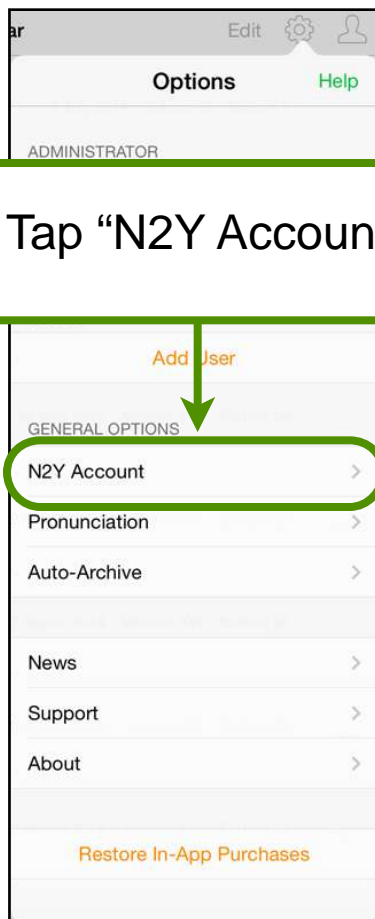 ar Edit
Options Help
ADMINISTRATOR
Tap “N2Y Accoun
Add User
GENERAL OPTIONS
N2Y Account
Pronunciation
Auto-Archive
News
Support
About
Restore In-App Purchases